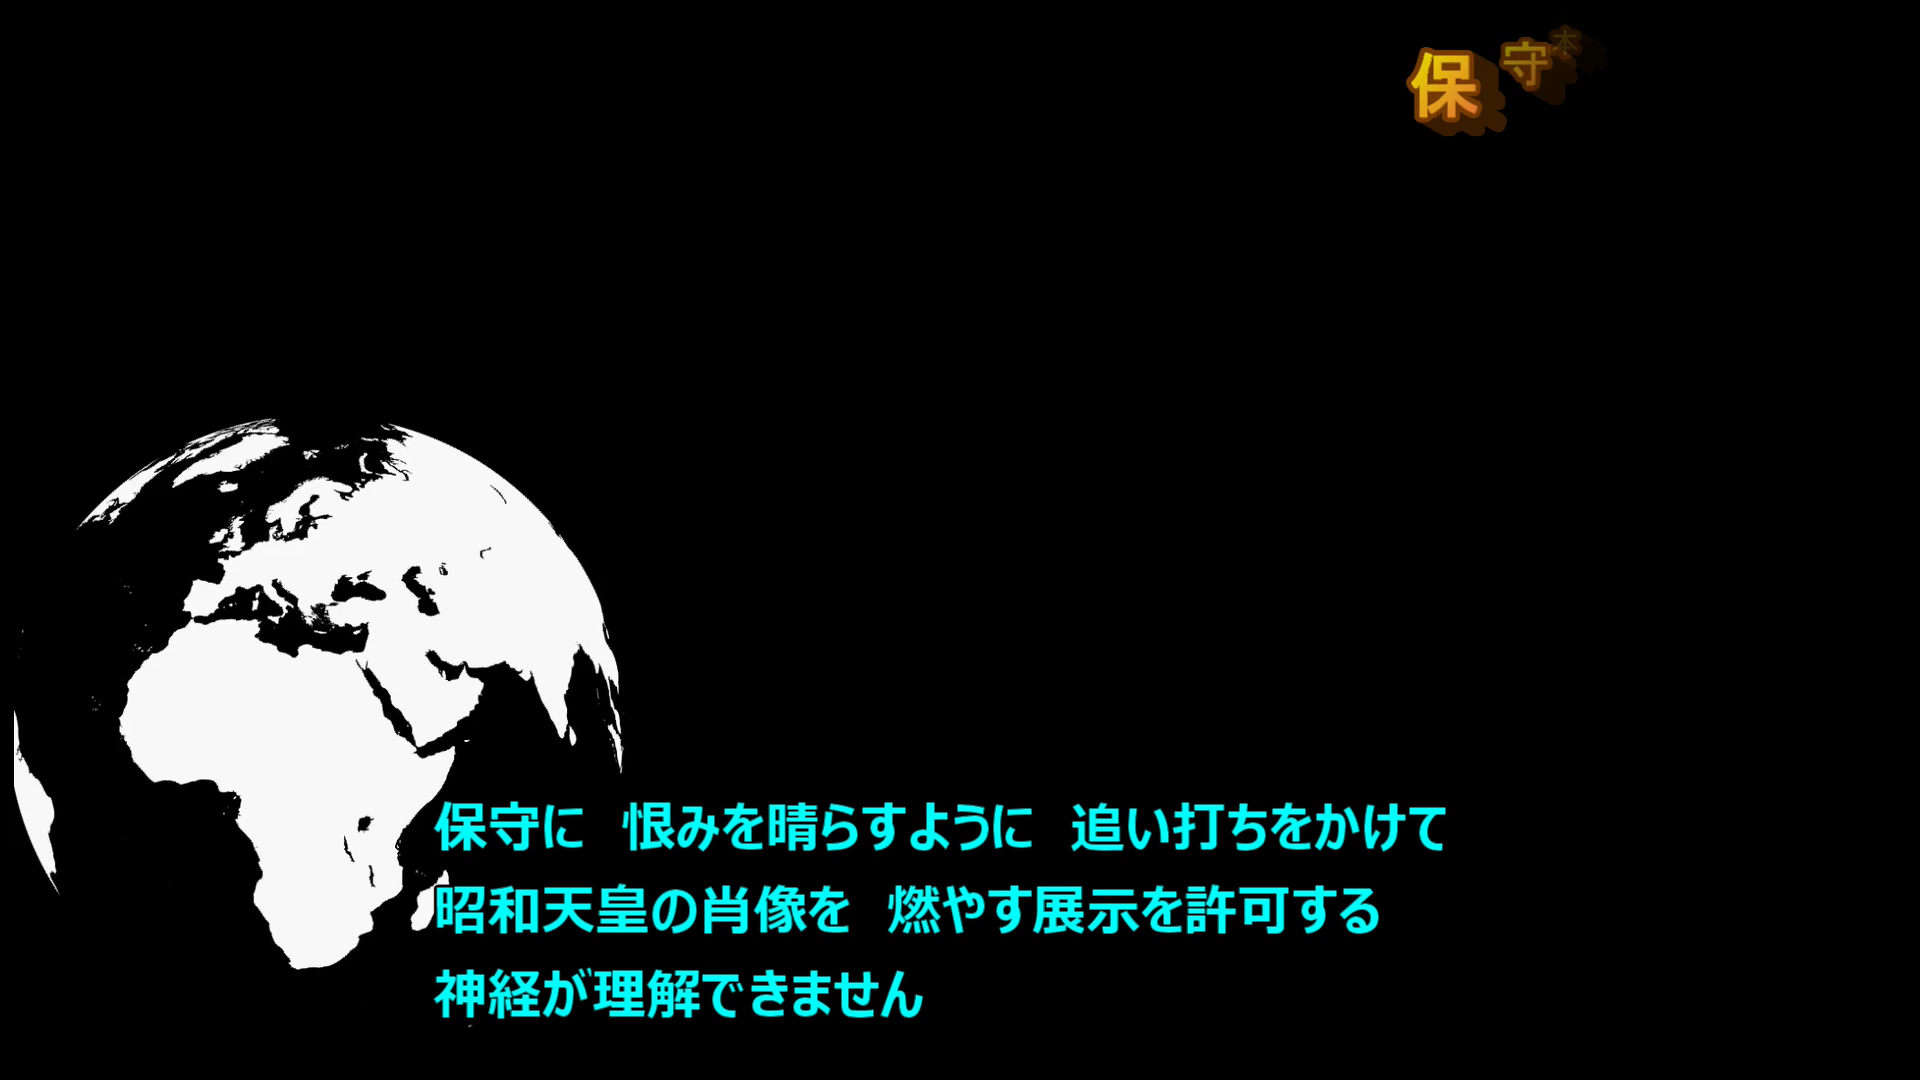 保守本
保守に 恨みを晴らすように 追い打ちをかけて
昭和天皇の肖像を 燃やす展示を許可する
神経が理解できません